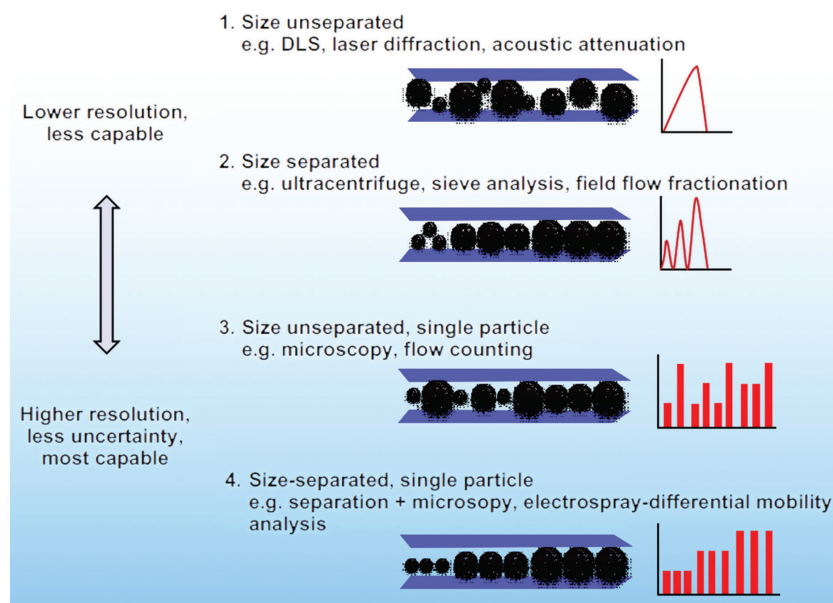 1. Size unseparated
e.g. DLS, laser diffraction, acoustic attenuation
Lower resolution,
less capable
2. Size separated
e.g. ultracentrifuge, sieve analysis, field flow fractionation
3. Size unseparated, single particle
e.g. microscopy, flow counting
Higher resolution,
less uncertainty,
most capable
4. Size-separated, single particle
e.g. separation + microsopy, electrospray-differential mobility
analysis